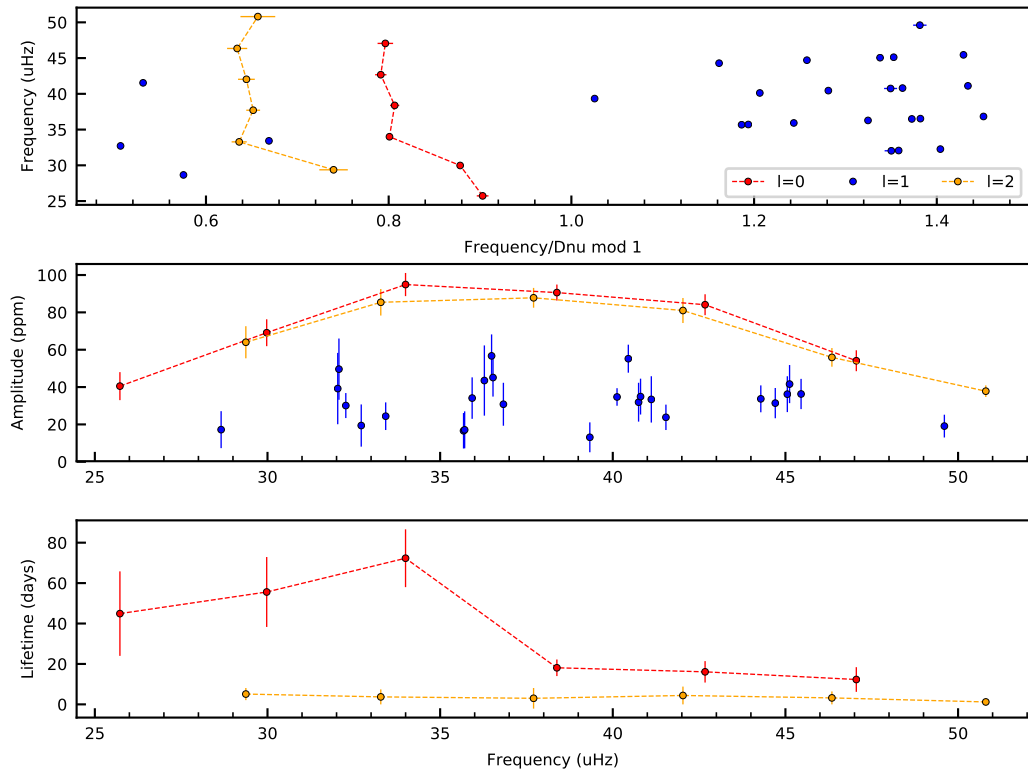 50
45
40
35
30
25
Frequency (uHz)
l=0 l=1 l=2
0.6 0.8 1.0 1.2 1.4
Frequency/Dnu mod 1
100
80
60
40
20
0
Amplitude (ppm)
25 30 35 40 45 50
80
60
40
20
0
Lifetime (days)
25 30 35 40 45 50
Frequency (uHz)